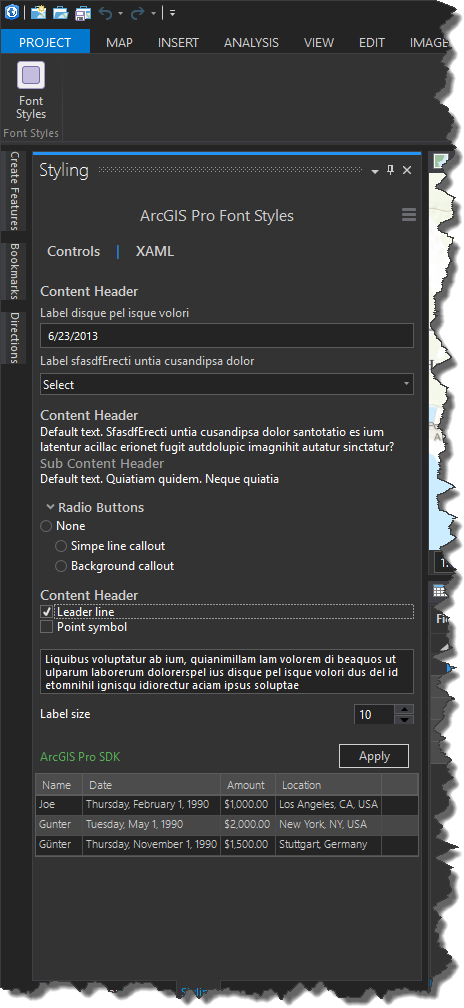 PROJECT MAP INSERT ANALYSIS VIEW EDIT
Font
Styles
Font Styles
Create Features
Bookmarks
Directions
Styling
ArcGIS Pro Font Styles
Controls | XAML
Content Header
Label disque pel isque volori
6/23/2013
Label sfasdfErecti untia cusandipsa dolor
Select
Content Header
Default text. SfasdfErecti untia cusandipsa dolor santotatio es ium
latentur acillac erionet fugit autdolupic imagnihit autatur sinctatur?
Sub Content Header
Default text. Quiatiam quidem. Neque quiatia
Radio Buttons
None
Simpe line callout
Background callout
Content Header
Leader line
Point symbol
Liquibus voluptatur ab ium, quianimillam lam volorem di beaquos ut
ulparum laborerum dolorerspel ius disque pel isque volori dus del id
etomnihil ignisqu idiorectur aciam ipsus soluptae
Label size 10
ArcGIS Pro SDK Apply
Name Date Amount Location
Joe Thursday, February 1, 1990 $1,000.00 Los Angeles, CA, USA
Gunter Tuesday, May 1, 1990 $2,000.00 New York, NY, USA
Günter Thursday, November 1, 1990 $1,500.00 Stuttgart, Germany